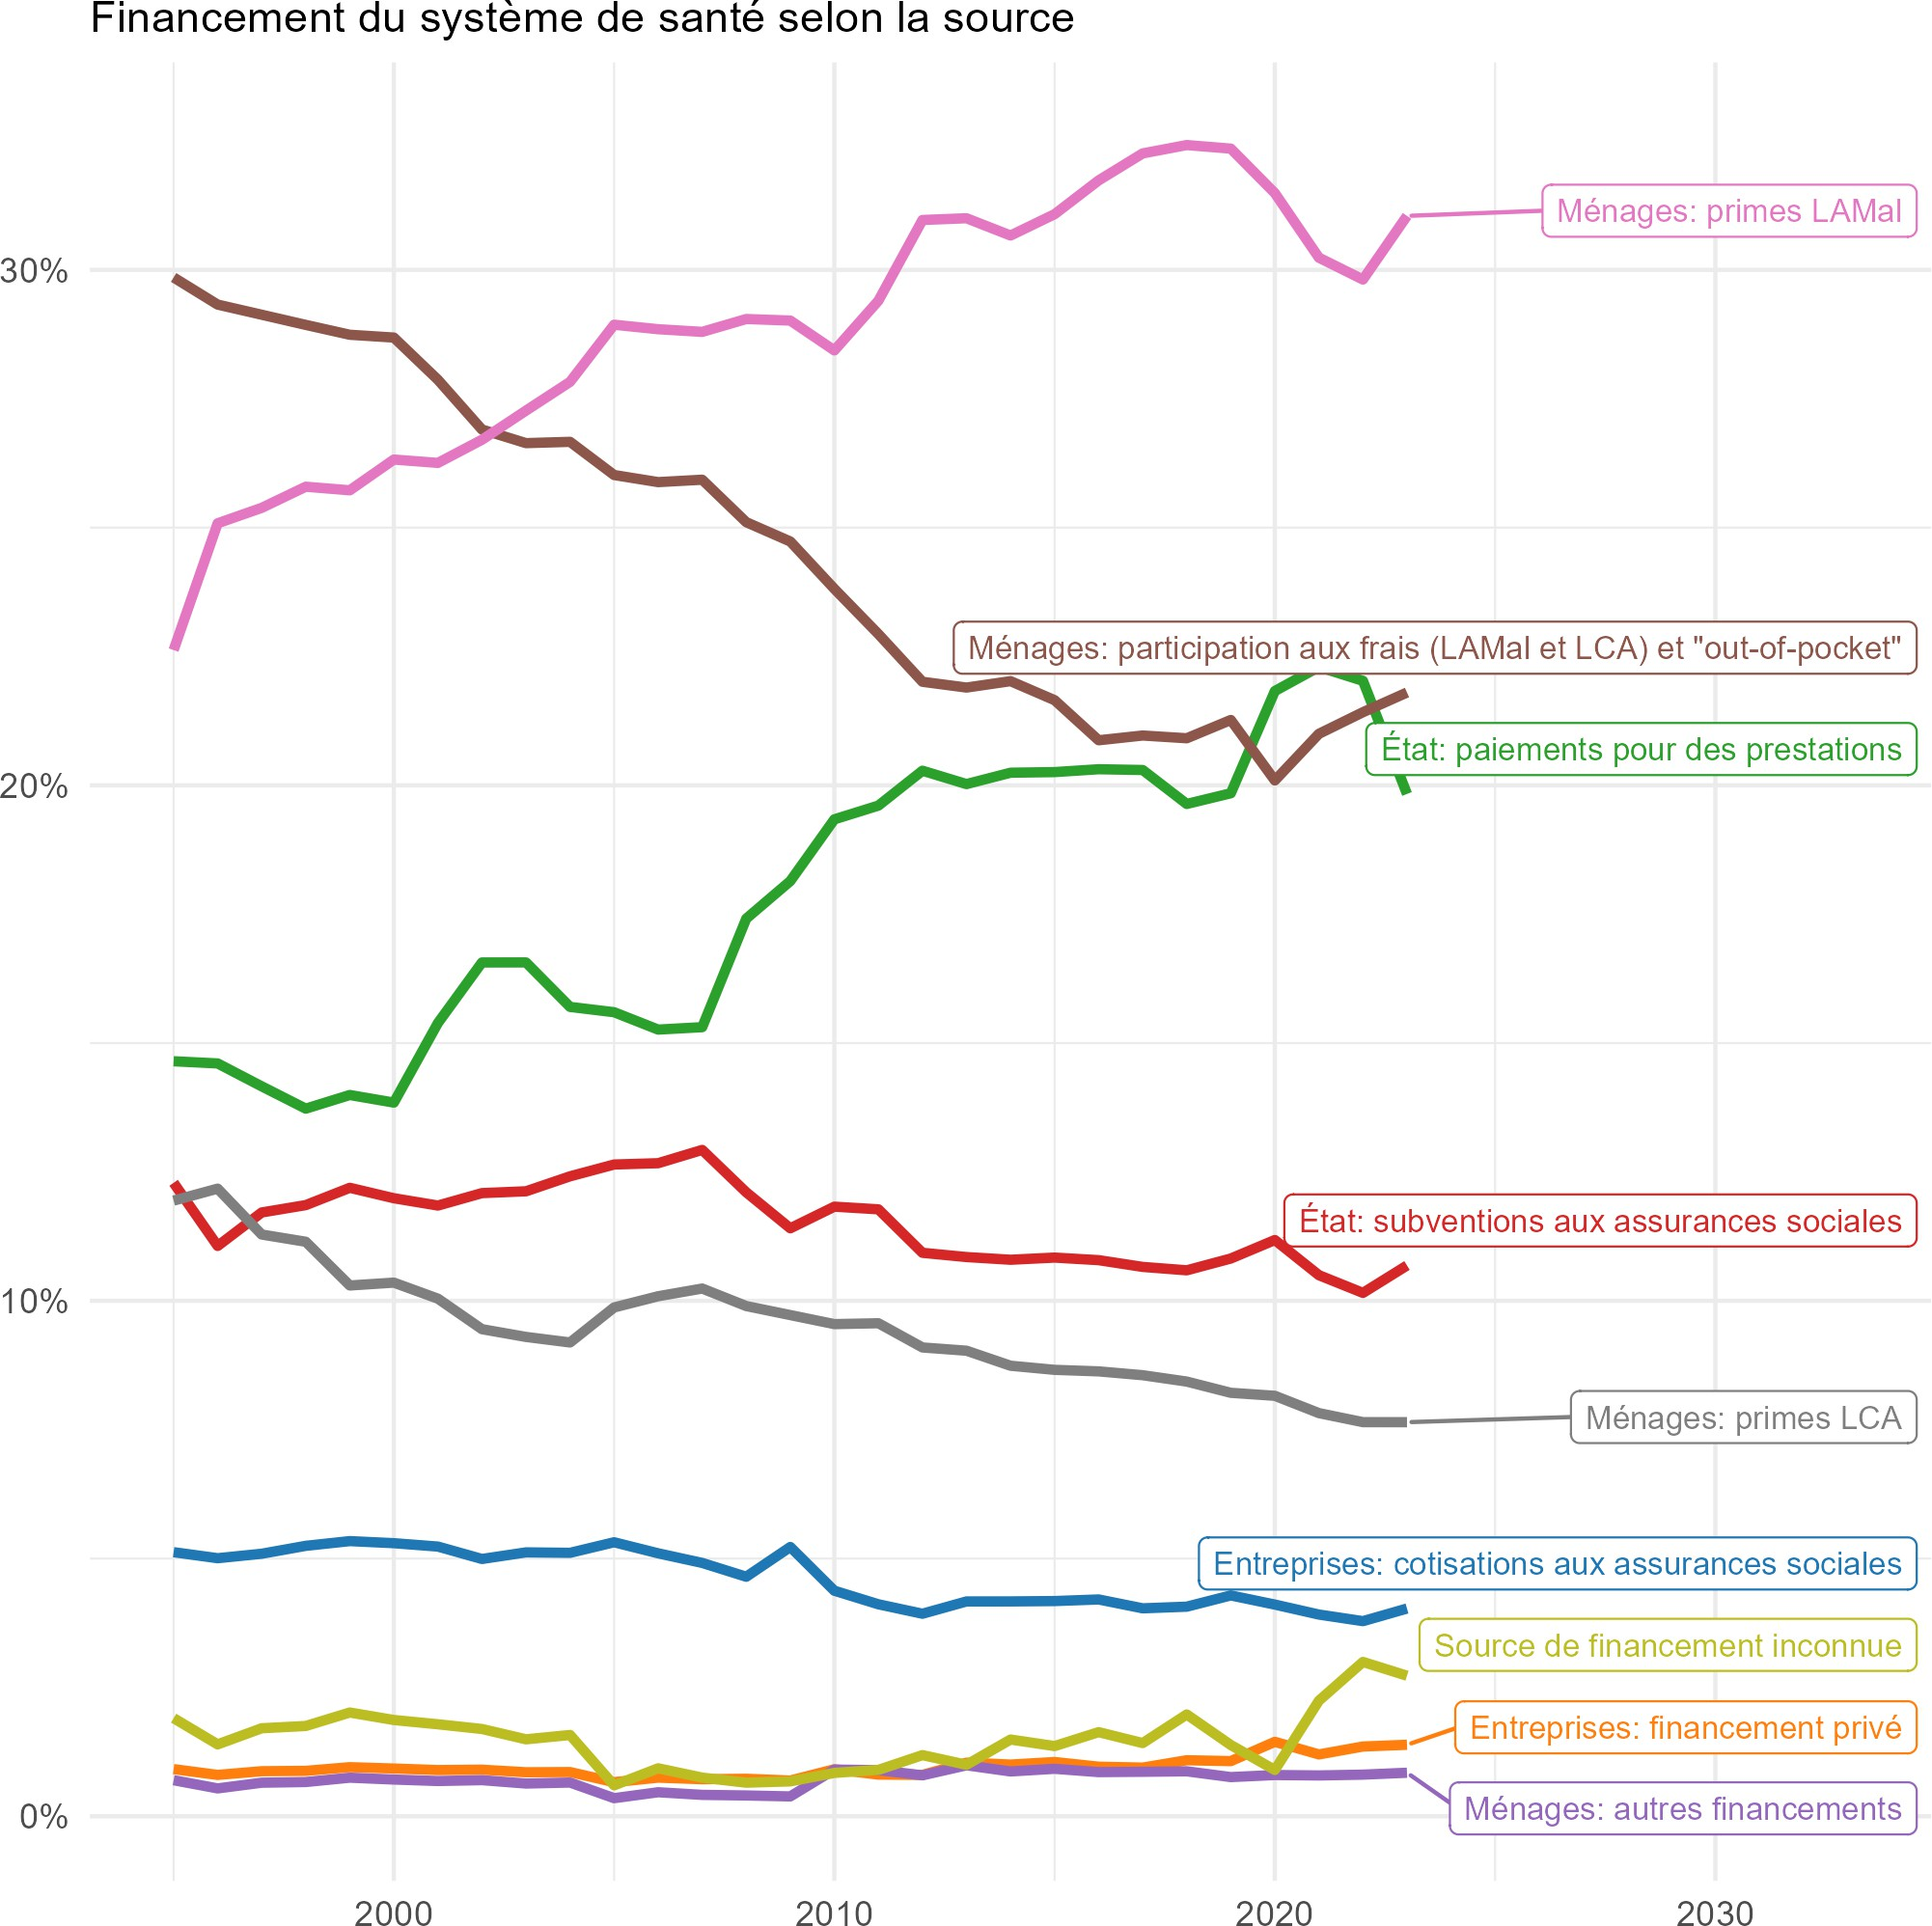 Financement du système de santé selon la source
30%
Ménages: primes LAMal
Ménages: participation aux frais (LAMal et LCA) et "out-of-pocket"
État: paiements pour des prestations
20%
État: subventions aux assurances sociales
10%
Ménages: primes LCA
Entreprises: cotisations aux assurances sociales
Source de financement inconnue
Entreprises: financement privé
Ménages: autres financements
0%
2000
2010
2020
2030